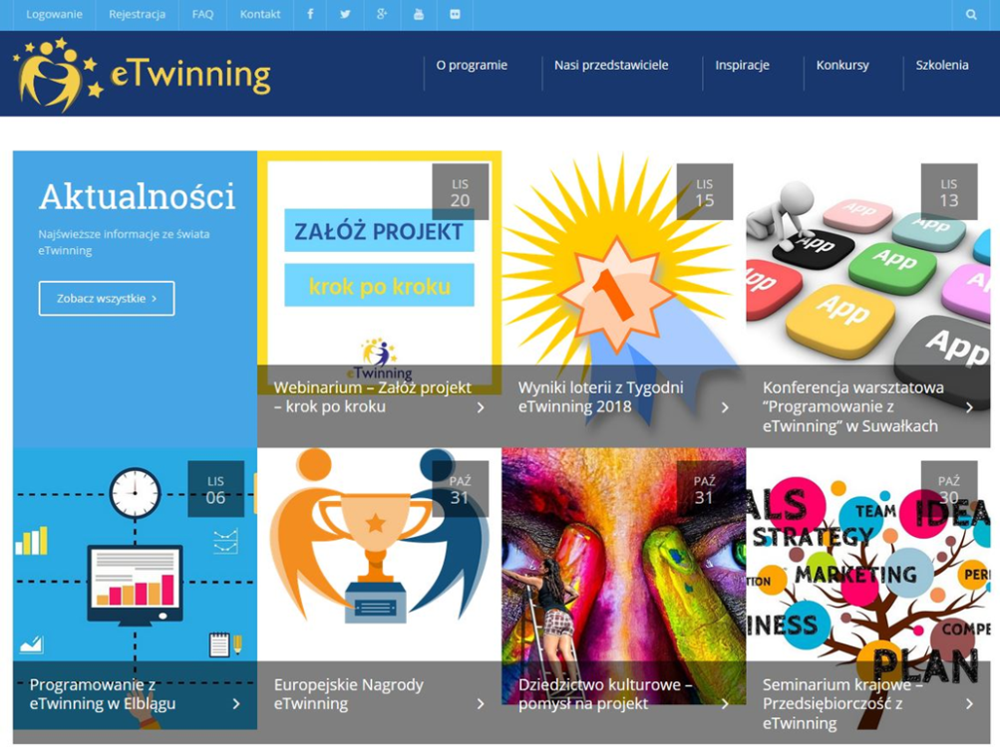 Logowanie
Rejestracja
FAQ
Kontakt
eTwinning
O programie
Nasi przedstawiciele
Inspiracje
Konkursy
Szkolenia
Aktualności
Najświeższe informacje ze świata
eTwinning
Zobacz wszystkie
LIS
20
ZAŁÓŻ PROJEKT
krok po kroku
eTwinning
Webinarium – Załóż projekt
– krok po kroku
LIS
15
1
Wyniki loterii z Tygodni
eTwinning 2018
LIS
13
App
App
App
App
App
App
App
App
Konferencja warsztatowa
“Programowanie z
eTwinning” w Suwałkach
LIS
06
Programowanie z
eTwinning w Elblągu
PAŹ
31
Europejskie Nagrody
eTwinning
PAŹ
31
Dziedzictwo kulturowe –
pomysł na projekt
PAŹ
30
ALS
TEAM
IDEA
STRATEGY
TION
MARKETING
PER
INESS
COMPE
PLAN
Seminarium krajowe –
Przedsiębiorczość z
eTwinning